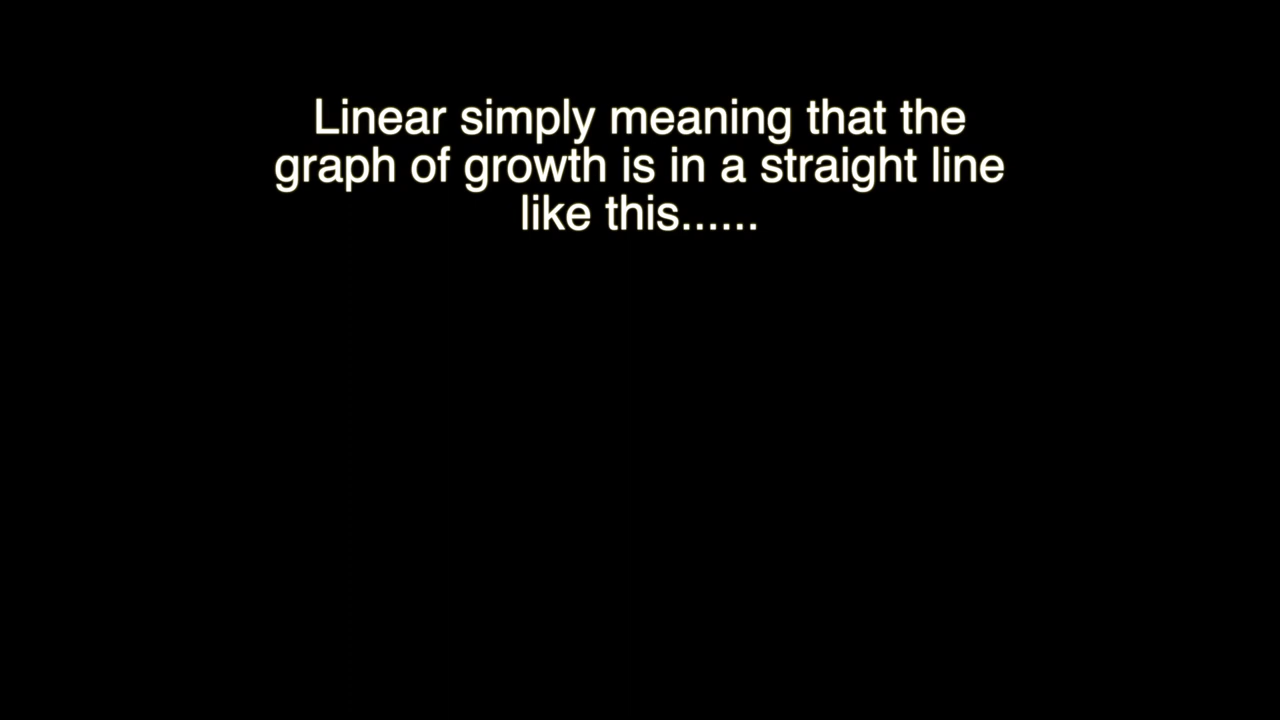 Linear simply meaning that the
graph of growth is in a straight line
like this......